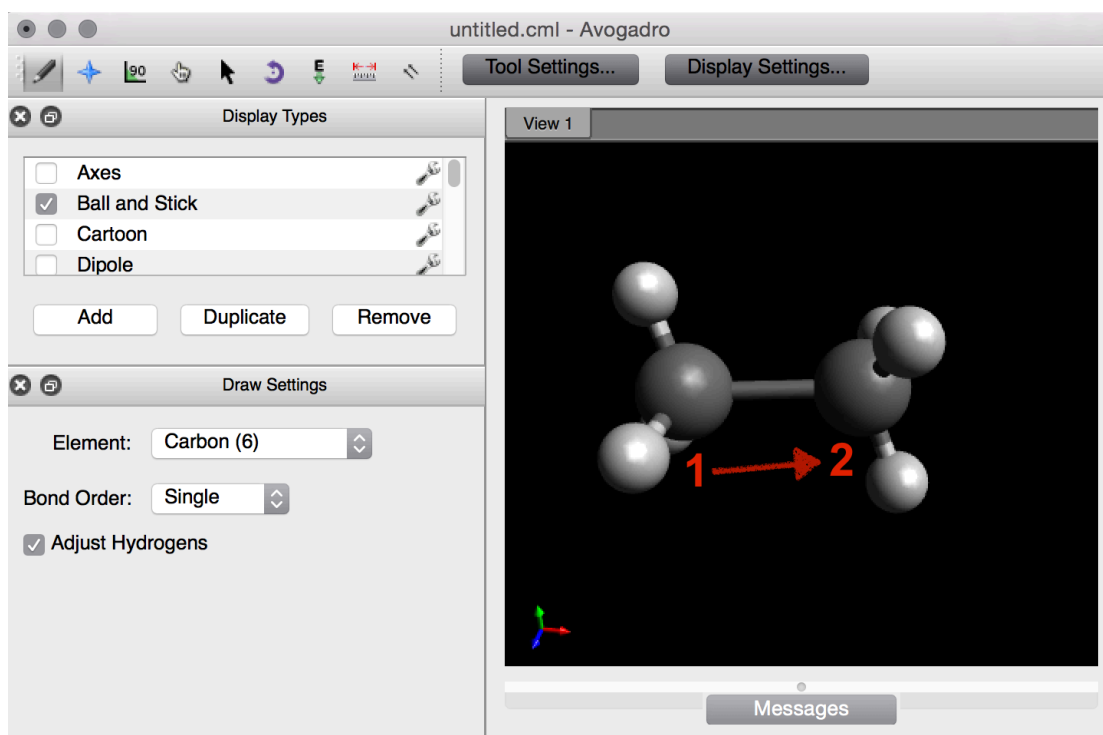 untitled.cml - Avogadro
90
E
Tool Settings...
Display Settings...
Display Types
Axes
Ball and Stick
Cartoon
Dipole
Add
Duplicate
Remove
Draw Settings
Element:
Carbon (6)
Bond Order:
Single
Adjust Hydrogens
View 1
1
2
Messages